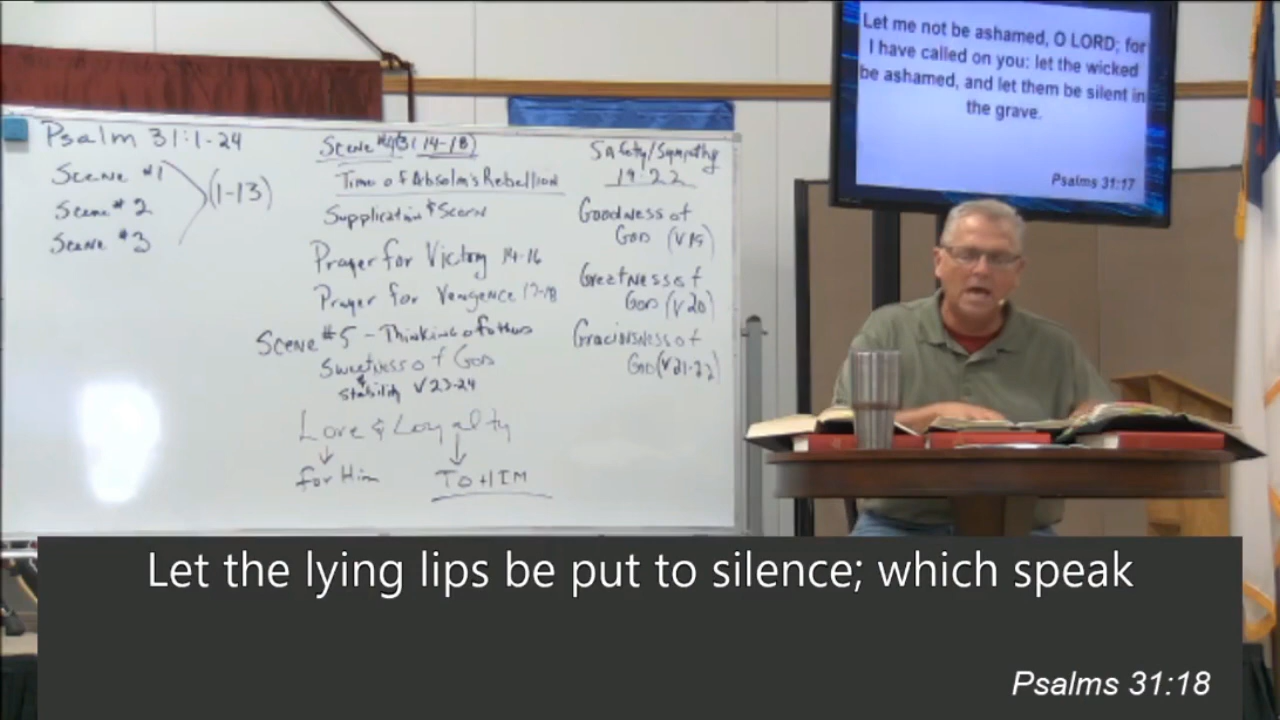 Let me not be ashamed, O LORD; for
I have called on you: let the wicked
be ashamed, and let them be silent in
the grave.
Psalms 31:17
Psalm 31:1-24
Scene #1
Scene #2
Scene #3
(1-13)
Scene #4 (31 14-18)
Time of Absolm's Rebellion
Supplication & Scorn
Prayer for Victory 14-16
Prayer for Vengence 17-18
Scene #5 - Thinking of others
Sweetness of God
& Stability V 23-24
Love & Loyalty
for Him
TO HIM
Safety/Sympathy
19-22
Goodness of
God (V19)
Greatness of
God (V20)
Graciousness of
God (V21-22)
Let the lying lips be put to silence; which speak
Psalms 31:18